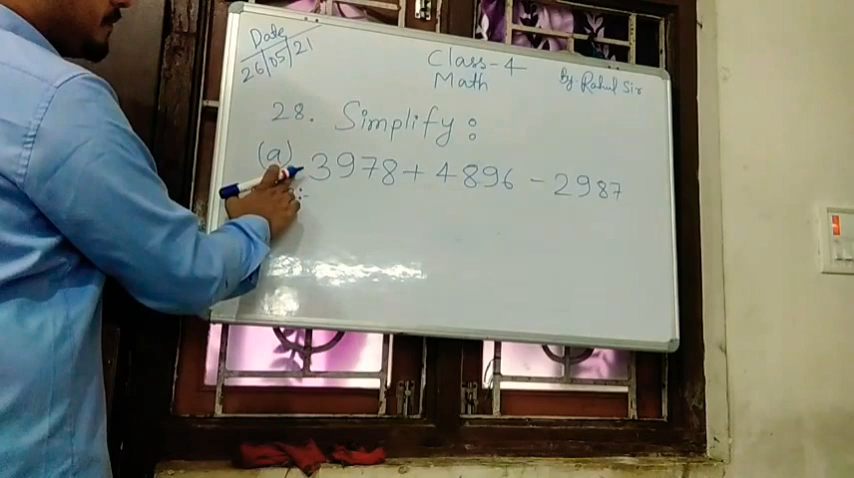 Date
26/05/21
Class-4
Math
By Rahul Sir
28. Simplify:
(a) 3978 + 4896 - 2987
:-